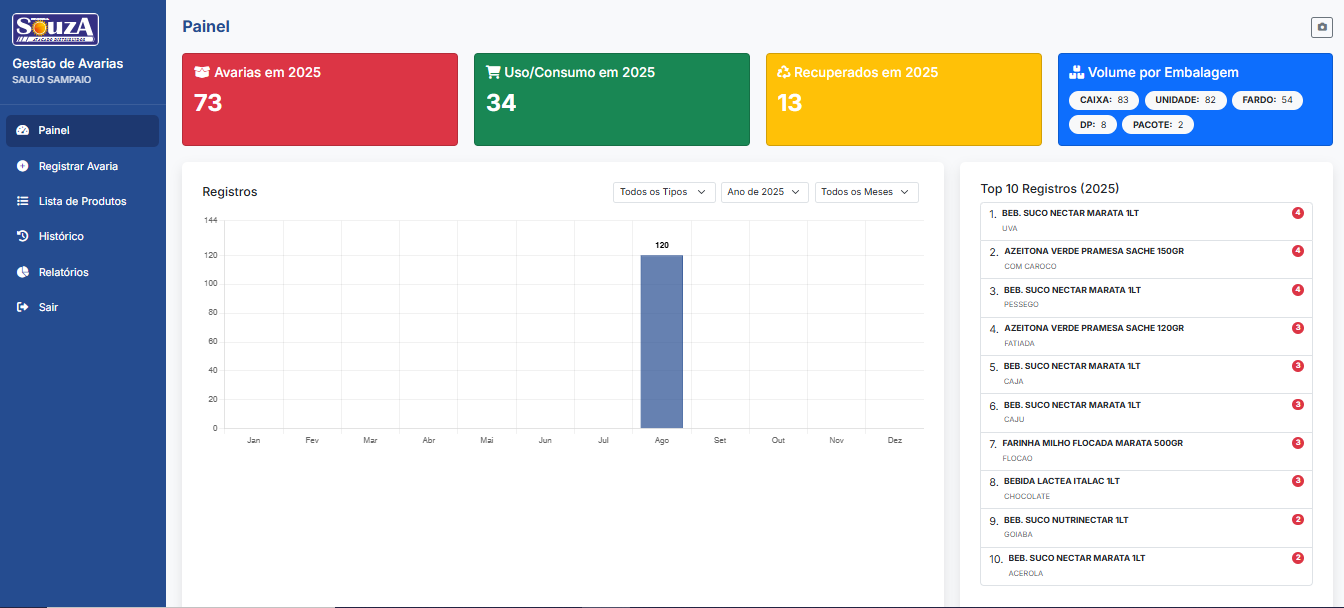 SOUZA
Gestão de Avarias
SAULO SAMPAIO
Painel
Registrar Avaria
Lista de Produtos
Histórico
Relatórios
Sair
Painel
Avarias em 2025
73
Uso/Consumo em 2025
34
Recuperados em 2025
13
Volume por Embalagem
CAIXA: 83 UNIDADE: 82 FARDO: 54
DP: 8 PACOTE: 2
Registros
Todos os Tipos Ano de 2025 Todos os Meses
144
120
100
80
60
40
20
0
120
Jan Fev Mar Abr Mai Jun Jul Ago Set Out Nov Dez
Top 10 Registros (2025)
1. BEB. SUCO NECTAR MARATA 1LT 4
UVA
2. AZEITONA VERDE PRAMESA SACHE 150GR 4
COM CAROCO
3. BEB. SUCO NECTAR MARATA 1LT 4
PESSEGO
4. AZEITONA VERDE PRAMESA SACHE 120GR 3
FATIADA
5. BEB. SUCO NECTAR MARATA 1LT 3
CAJA
6. BEB. SUCO NECTAR MARATA 1LT 3
CAJU
7. FARINHA MILHO FLOCADA MARATA 500GR 3
FLOCAO
8. BEBIDA LACTEA ITALAC 1LT 3
CHOCOLATE
9. BEB. SUCO NUTRINECTAR 1LT 2
GOIABA
10. BEB. SUCO NECTAR MARATA 1LT 2
ACEROLA